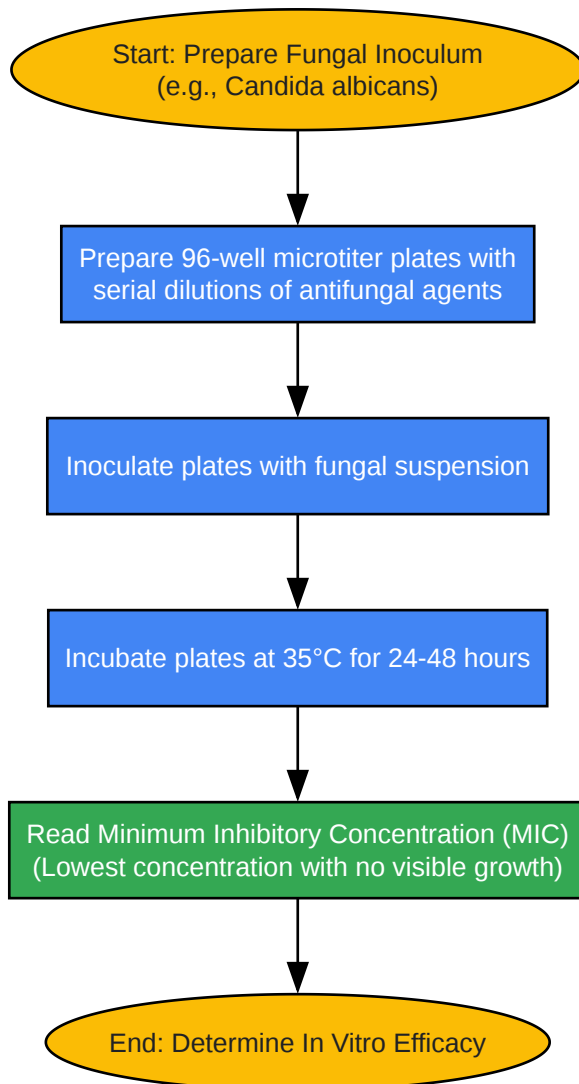 Start: Prepare Fungal Inoculum
(e.g., Candida albicans)
Prepare 96-well microtiter plates with
serial dilutions of antifungal agents
Inoculate plates with fungal suspension
Incubate plates at 35°C for 24-48 hours
Read Minimum Inhibitory Concentration (MIC)
(Lowest concentration with no visible growth)
End: Determine In Vitro Efficacy